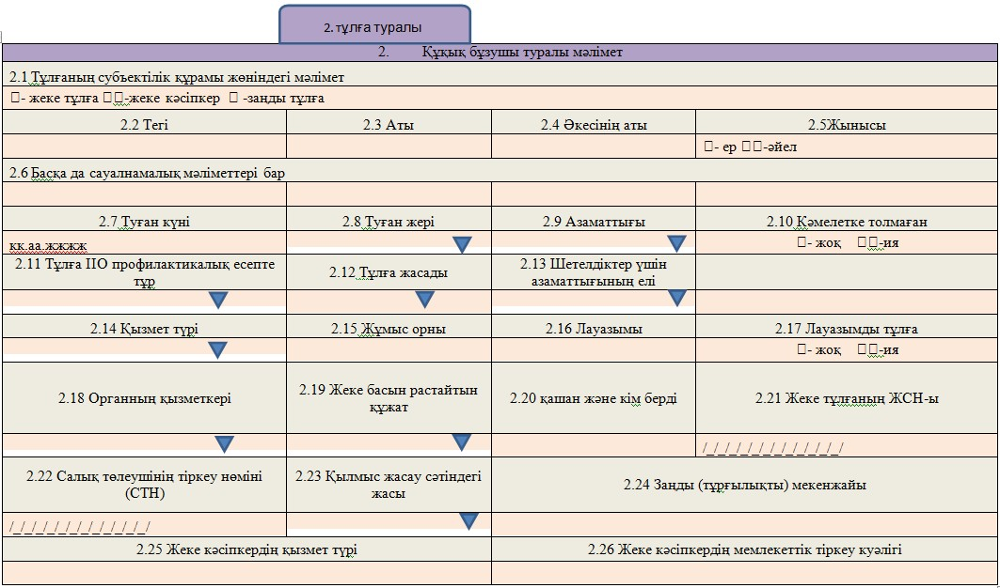 2. тұлға туралы
2. Құқық бұзушы туралы мәлімет
2.1 Тұлғаның субъектілік құрамы жөніндегі мәлімет
□- жеке тұлға □□-жеке кәсіпкер □ -заңды тұлға
2.2 Тегі 2.3 Аты 2.4 Әкесінің аты 2.5Жынысы
□- ер □□-әйел
2.6 Басқа да сауалнамалық мәліметтері бар
2.7 Туған күні 2.8 Туған жері 2.9 Азаматтығы 2.10 Кәмелетке толмаған
кк.аа.жжжж □- жоқ □□-ия
2.11 Тұлға ІІО профилактикалық есепте
тұр
2.12 Тұлға жасады
2.13 Шетелдіктер үшін
азаматтығының елі
2.14 Қызмет түрі 2.15 Жұмыс орны 2.16 Лауазымы 2.17 Лауазымды тұлға
□- жоқ □□-ия
2.18 Органның қызметкері
2.19 Жеке басын растайтын
құжат
2.20 қашан және кім берді
2.21 Жеке тұлғаның ЖСН-ы
/_/_/_/_/_/_/_/_/_/_/_/_/
2.22 Салық төлеушінің тіркеу нөміні
(СТН)
2.23 Қылмыс жасау сәтіндегі
жасы
2.24 Заңды (тұрғылықты) мекенжайы
/_/_/_/_/_/_/_/_/_/_/_/_/
2.25 Жеке кәсіпкердің қызмет түрі 2.26 Жеке кәсіпкердің мемлекеттік тіркеу куәлігі